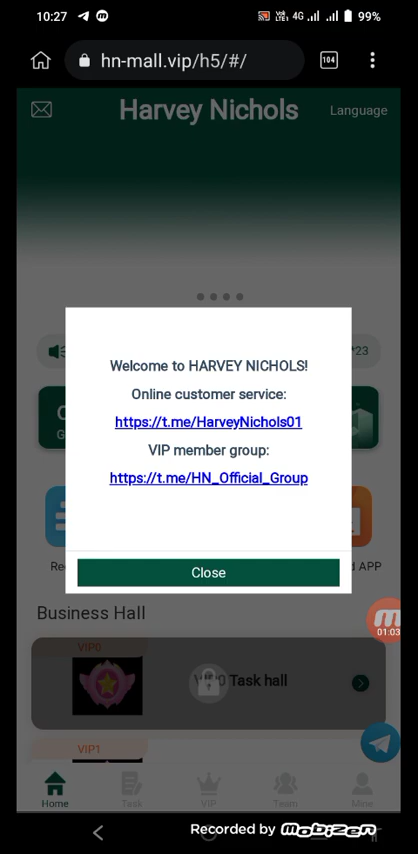 10:27
4G
99%
hn-mall.vip/h5/#/
104
Harvey Nichols
Language
Welcome to HARVEY NICHOLS!
Online customer service:
https://t.me/HarveyNichols01
VIP member group:
https://t.me/HN_Official_Group
Close
APP
Business Hall
01:03
VIP0
VIP0 Task hall
VIP1
Home
Task
VIP
Team
Mine
Recorded by mobizen